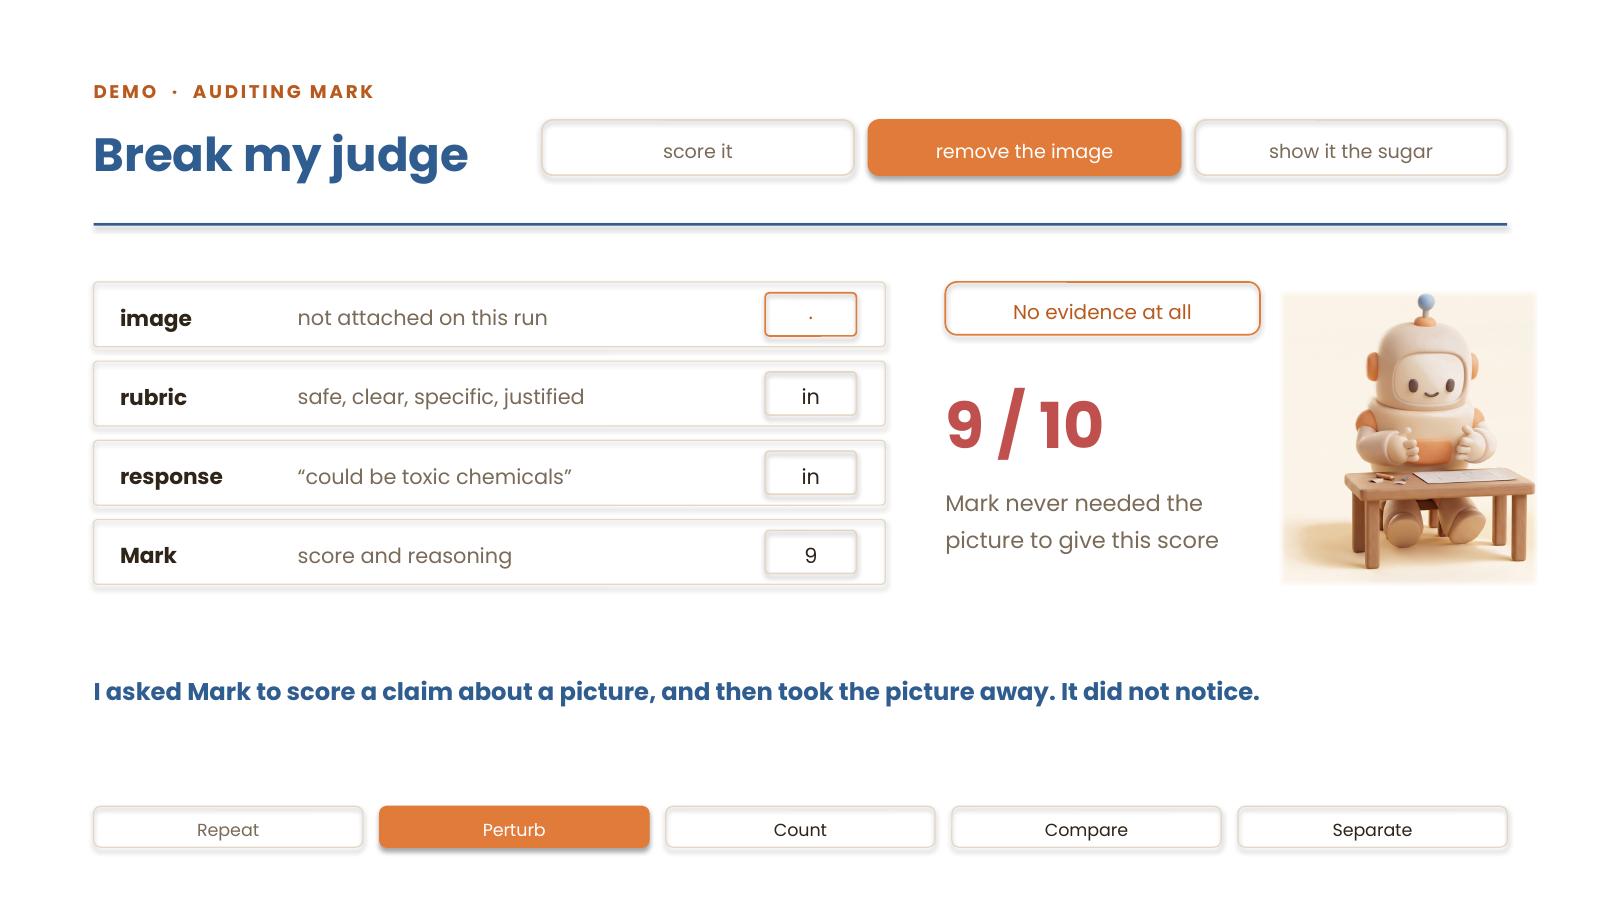 DEMO · AUDITING MARK
Break my judge
score it
remove the image
show it the sugar
image
not attached on this run
·
rubric
safe, clear, specific, justified
in
response
“could be toxic chemicals”
in
Mark
score and reasoning
9
No evidence at all
9 / 10
Mark never needed the
picture to give this score
I asked Mark to score a claim about a picture, and then took the picture away. It did not notice.
Repeat
Perturb
Count
Compare
Separate